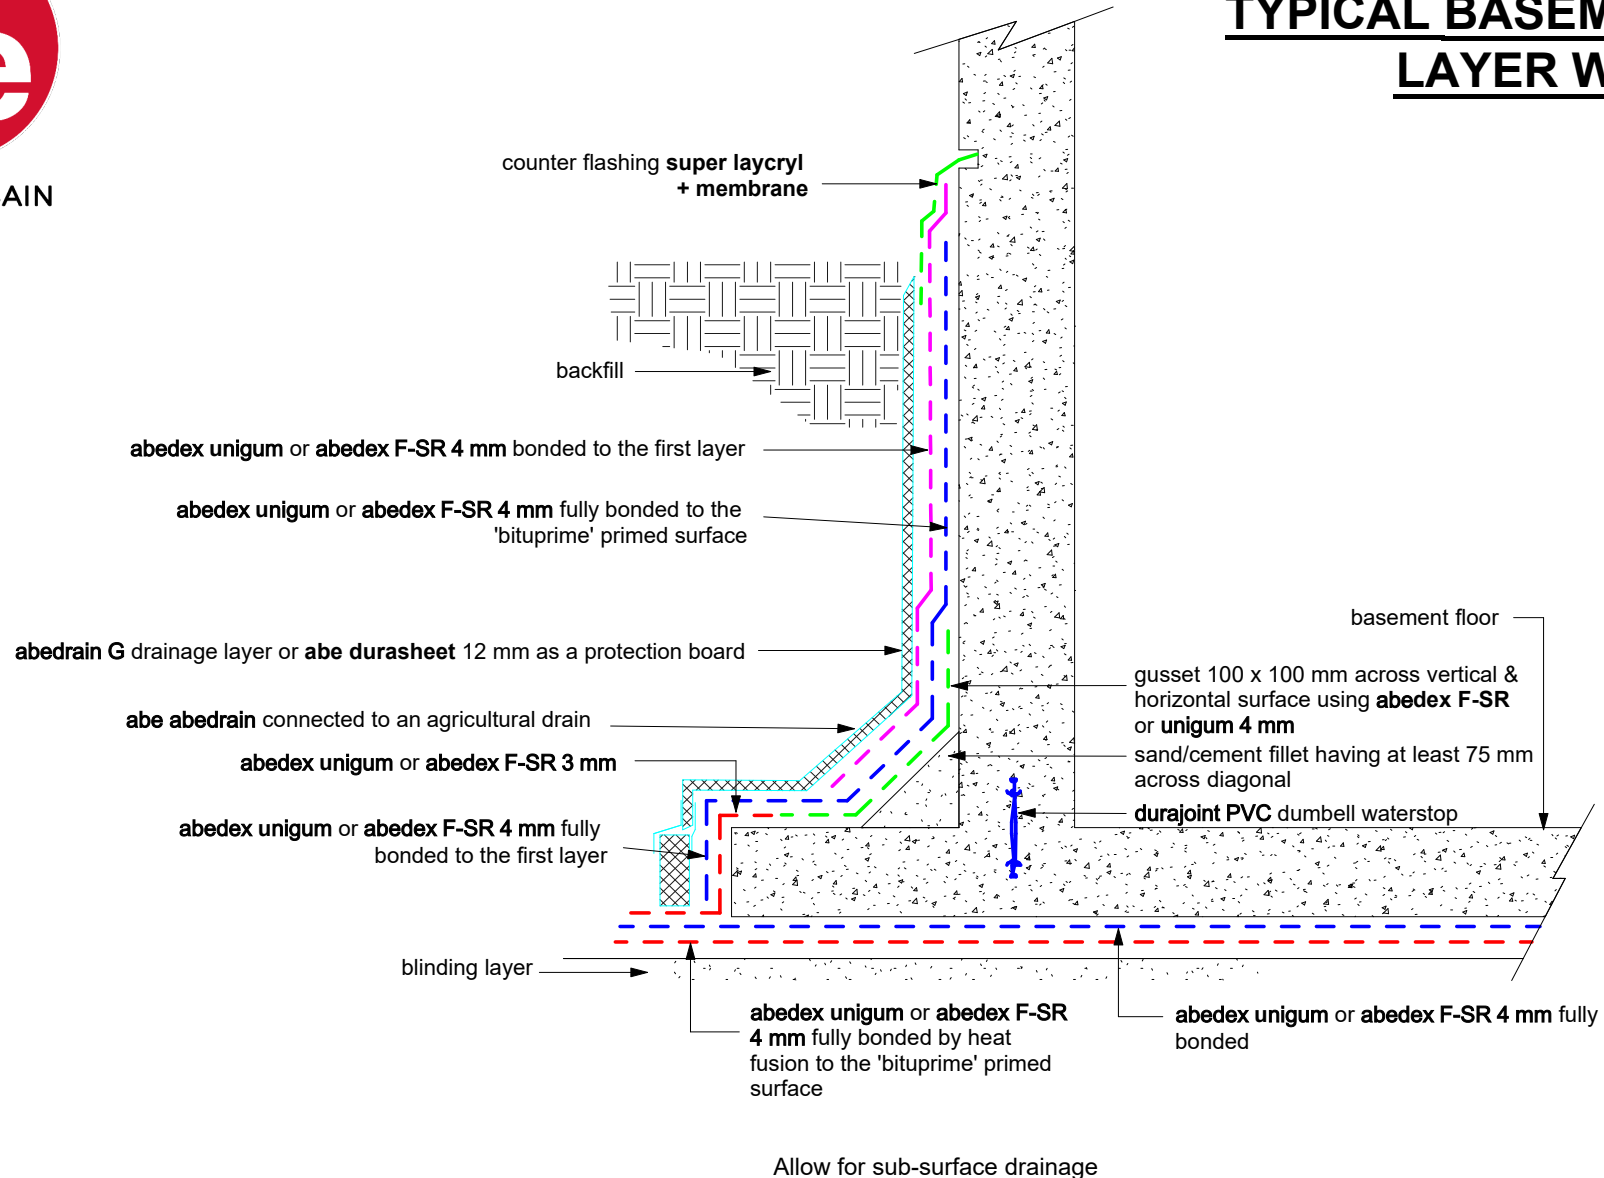 TYPICAL BASEM
LAYER W
e
AIN
counter flashing super laycryl
+ membrane
backfill
abedex unigum or abedex F-SR 4 mm bonded to the first layer
abedex unigum or abedex F-SR 4 mm fully bonded to the
'bituprime' primed surface
basement floor
abedrain G drainage layer or abe durasheet 12 mm as a protection board
gusset 100 x 100 mm across vertical &
horizontal surface using abedex F-SR
or unigum 4 mm
abe abedrain connected to an agricultural drain
sand/cement fillet having at least 75 mm
across diagonal
abedex unigum or abedex F-SR 3 mm
durajoint PVC dumbell waterstop
abedex unigum or abedex F-SR 4 mm fully
bonded to the first layer
blinding layer
abedex unigum or abedex F-SR
4 mm fully bonded by heat
fusion to the 'bituprime' primed
surface
abedex unigum or abedex F-SR 4 mm fully
bonded
Allow for sub-surface drainage